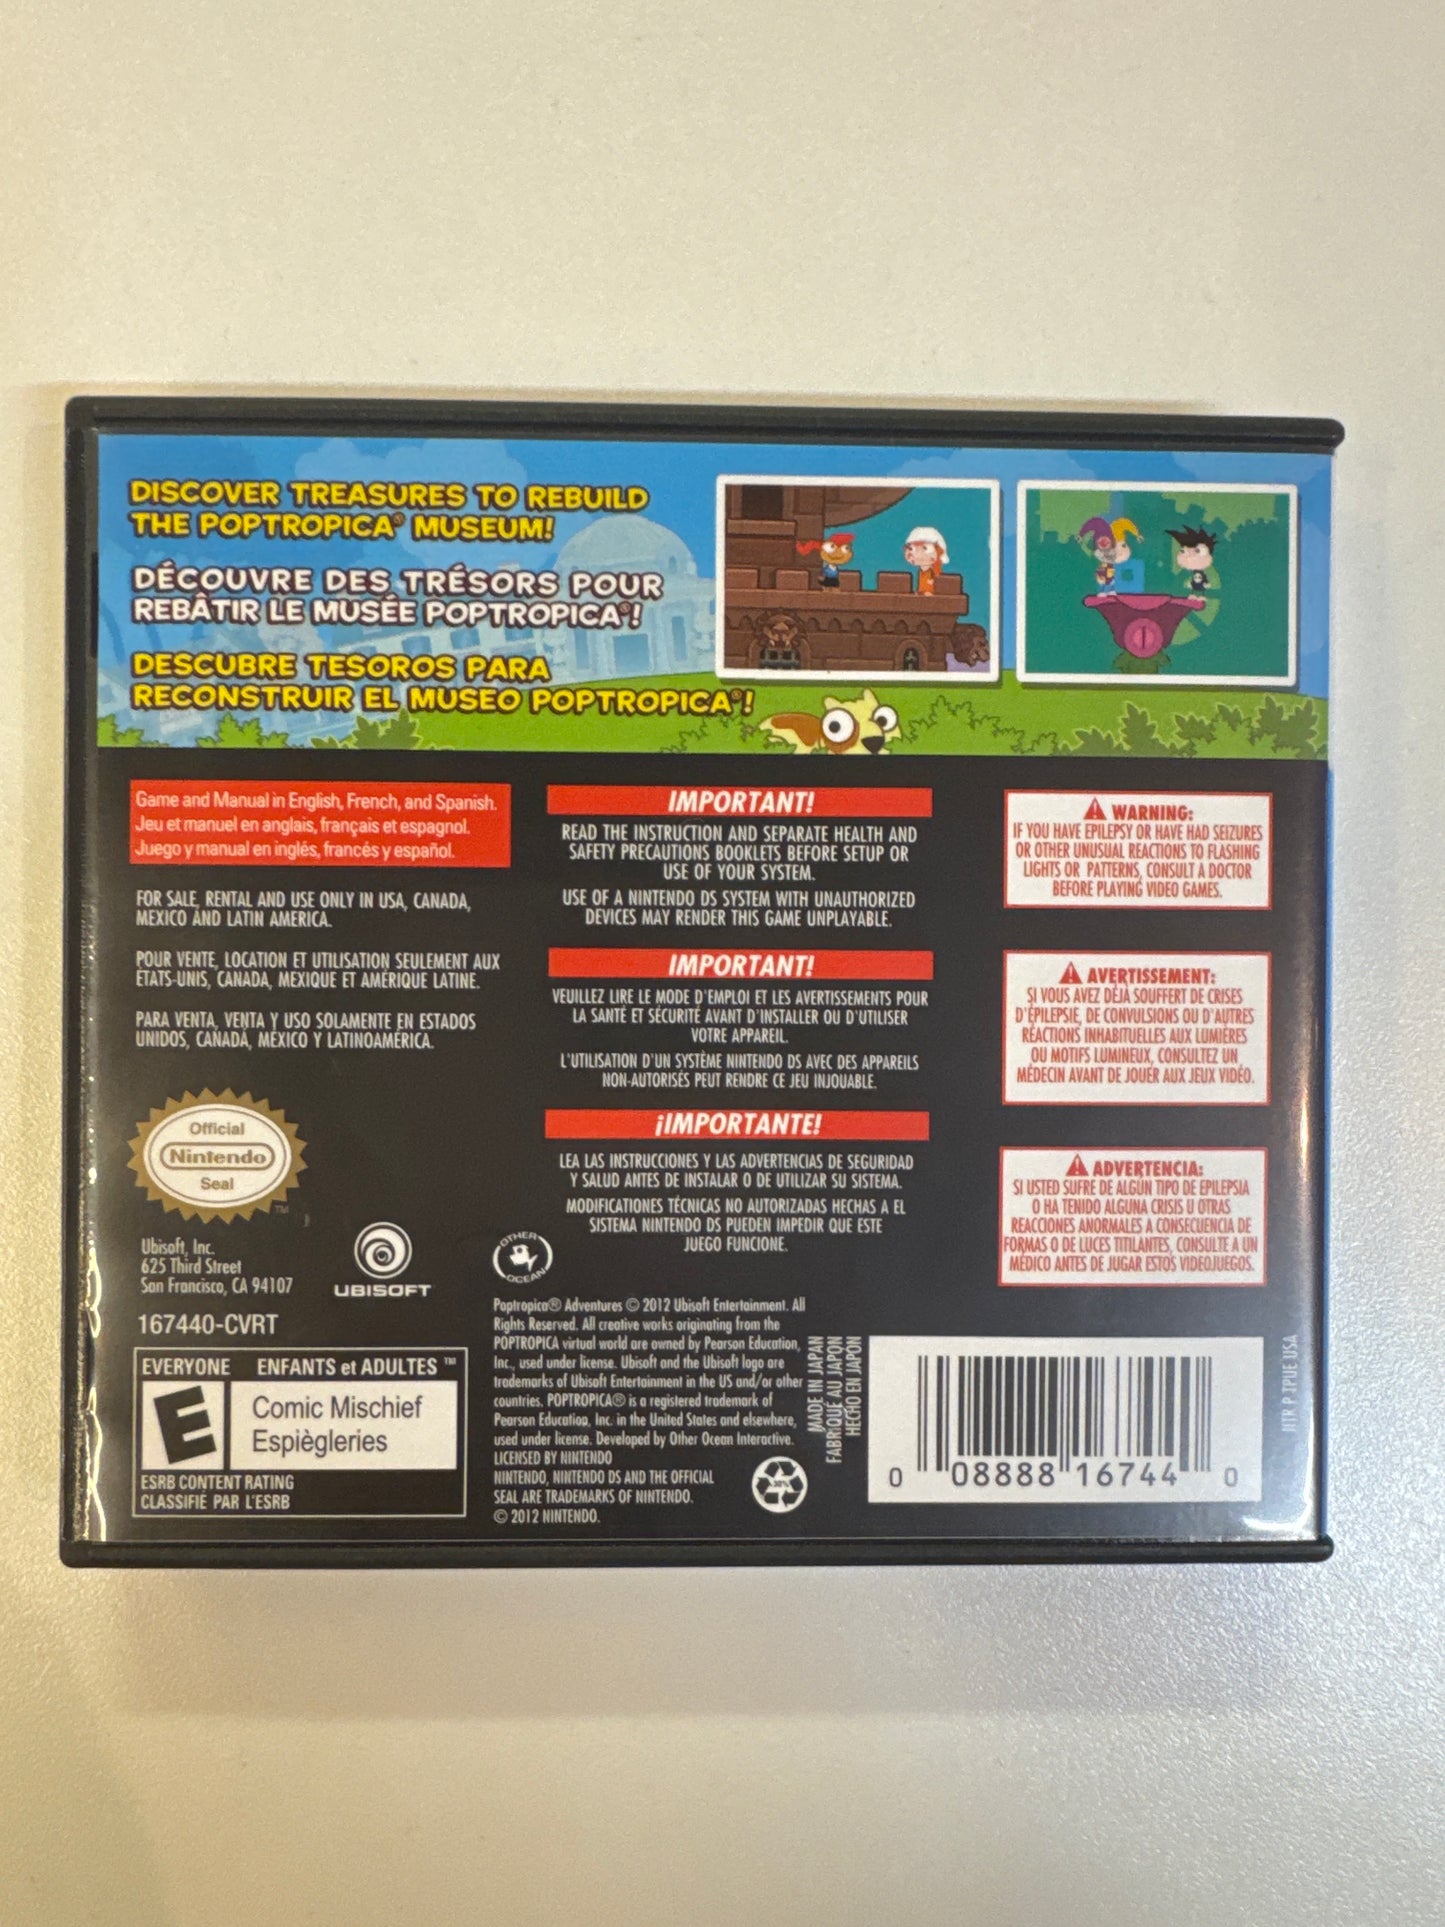 DISCOVER TREASURES TO REBUILD
THE POPTROPICA® MUSEUM!
DÉCOUVRE DES TRÉSORS POUR
REBÂTIR LE MUSÉE POPTROPICA®!
DESCUBRE TESOROS PARA
RECONSTRUIR EL MUSEO POPTROPICA®!
Game and Manual in English, French, and Spanish.
Jeu et manuel en anglais, français et espagnol.
Juego y manual en inglés, francés y español.
FOR SALE, RENTAL AND USE ONLY IN USA, CANADA,
MEXICO AND LATIN AMERICA.
POUR VENTE, LOCATION ET UTILISATION SEULEMENT AUX
ÉTATS-UNIS, CANADA, MEXIQUE ET AMÉRIQUE LATINE.
PARA VENTA, VENTA Y USO SOLAMENTE EN ESTADOS
UNIDOS, CANADÁ, MÉXICO Y LATINOAMÉRICA.
Official
Nintendo
Seal
TM
Ubisoft, Inc.
625 Third Street
San Francisco, CA 94107
UBISOFT
167440-CVRT
EVERYONE ENFANTS et ADULTES ™
E
Comic Mischief
Espiègleries
ESRB CONTENT RATING
CLASSIFIÉ PAR L'ESRB
IMPORTANT!
READ THE INSTRUCTION AND SEPARATE HEALTH AND
SAFETY PRECAUTIONS BOOKLETS BEFORE SETUP OR
USE OF YOUR SYSTEM.
USE OF A NINTENDO DS SYSTEM WITH UNAUTHORIZED
DEVICES MAY RENDER THIS GAME UNPLAYABLE.
IMPORTANT!
VEUILLEZ LIRE LE MODE D'EMPLOI ET LES AVERTISSEMENTS POUR
LA SANTÉ ET SÉCURITÉ AVANT D'INSTALLER OU D'UTILISER
VOTRE APPAREIL.
L'UTILISATION D'UN SYSTÈME NINTENDO DS AVEC DES APPAREILS
NON-AUTORISÉS PEUT RENDRE CE JEU INJOUABLE.
¡IMPORTANTE!
LEA LAS INSTRUCCIONES Y LAS ADVERTENCIAS DE SEGURIDAD
Y SALUD ANTES DE INSTALAR O DE UTILIZAR SU SISTEMA.
MODIFICATIONES TÉCNICAS NO AUTORIZADAS HECHAS A EL
SISTEMA NINTENDO DS PUEDEN IMPEDIR QUE ESTE
JUEGO FUNCIONE.
OTHER
OCEAN
Poptropica® Adventures © 2012 Ubisoft Entertainment. All
Rights Reserved. All creative works originating from the
POPTROPICA virtual world are owned by Pearson Education,
Inc., used under license. Ubisoft and the Ubisoft logo are
trademarks of Ubisoft Entertainment in the US and/or other
countries. POPTROPICA® is a registered trademark of
Pearson Education, Inc. in the United States and elsewhere,
used under license. Developed by Other Ocean Interactive.
LICENSED BY NINTENDO
NINTENDO, NINTENDO DS AND THE OFFICIAL
SEAL ARE TRADEMARKS OF NINTENDO.
© 2012 NINTENDO.
MADE IN JAPAN
FABRIQUÉ AU JAPON
HECHO EN JAPÓN
⚠ WARNING:
IF YOU HAVE EPILEPSY OR HAVE HAD SEIZURES
OR OTHER UNUSUAL REACTIONS TO FLASHING
LIGHTS OR PATTERNS, CONSULT A DOCTOR
BEFORE PLAYING VIDEO GAMES.
⚠ AVERTISSEMENT:
SI VOUS AVEZ DÉJÀ SOUFFERT DE CRISES
D'ÉPILEPSIE, DE CONVULSIONS OU D'AUTRES
RÉACTIONS INHABITUELLES AUX LUMIÈRES
OU MOTIFS LUMINEUX, CONSULTEZ UN
MÉDECIN AVANT DE JOUER AUX JEUX VIDÉO.
⚠ ADVERTENCIA:
SI USTED SUFRE DE ALGÚN TIPO DE EPILEPSIA
O HA TENIDO ALGUNA CRISIS U OTRAS
REACCIONES ANORMALES A CONSECUENCIA DE
FORMAS O DE LUCES TITILANTES, CONSULTE A UN
MÉDICO ANTES DE JUGAR ESTOS VIDEOJUEGOS.
0 08888 16744 0
NTR P TPUE USA